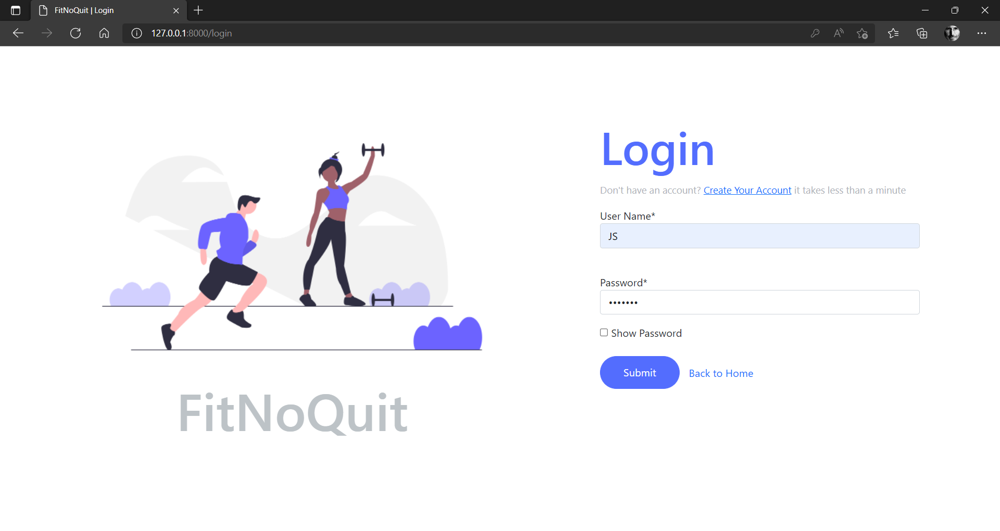 FitNoQuit | Login
127.0.0.1:8000/login
Login
Don't have an account? Create Your Account it takes less than a minute
User Name*
JS
Password*
•••••••
Show Password
Submit
Back to Home
FitNoQuit